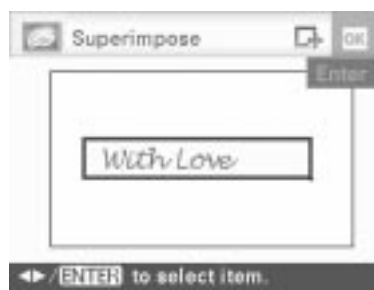 Superimpose
OK
Enter
With Love
◄►/ENTER to select item.